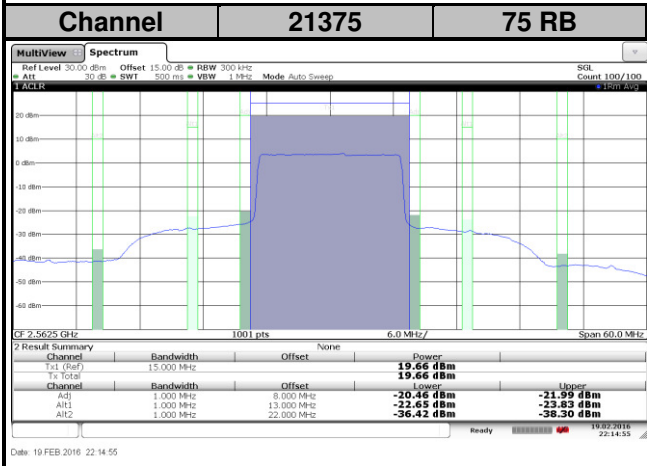 Channel 21375 75 RB
MultiView Spectrum
Ref Level 30.00 dBm Offset 15.00 dB RBW 300 kHz SGL
Att 30 dB SWT 500 ms VBW 1 MHz Mode Auto Sweep Count 100/100
1 ACLR 1Rm Avg
20 dBm
10 dBm
0 dBm
-10 dBm
-20 dBm
-30 dBm
-40 dBm
-50 dBm
-60 dBm
CF 2.5625 GHz 1001 pts 6.0 MHz/ Span 60.0 MHz
2 Result Summary None
Channel Bandwidth Offset Power
Tx1 (Ref) 15.000 MHz 19.66 dBm
Tx Total 19.66 dBm
Channel Bandwidth Offset Lower Upper
Adj 1.000 MHz 8.000 MHz -20.46 dBm -21.99 dBm
Alt1 1.000 MHz 13.000 MHz -22.65 dBm -23.83 dBm
Alt2 1.000 MHz 22.000 MHz -36.42 dBm -38.30 dBm
Ready 19.02.2016
22:14:55
Date: 19.FEB.2016 22:14:55